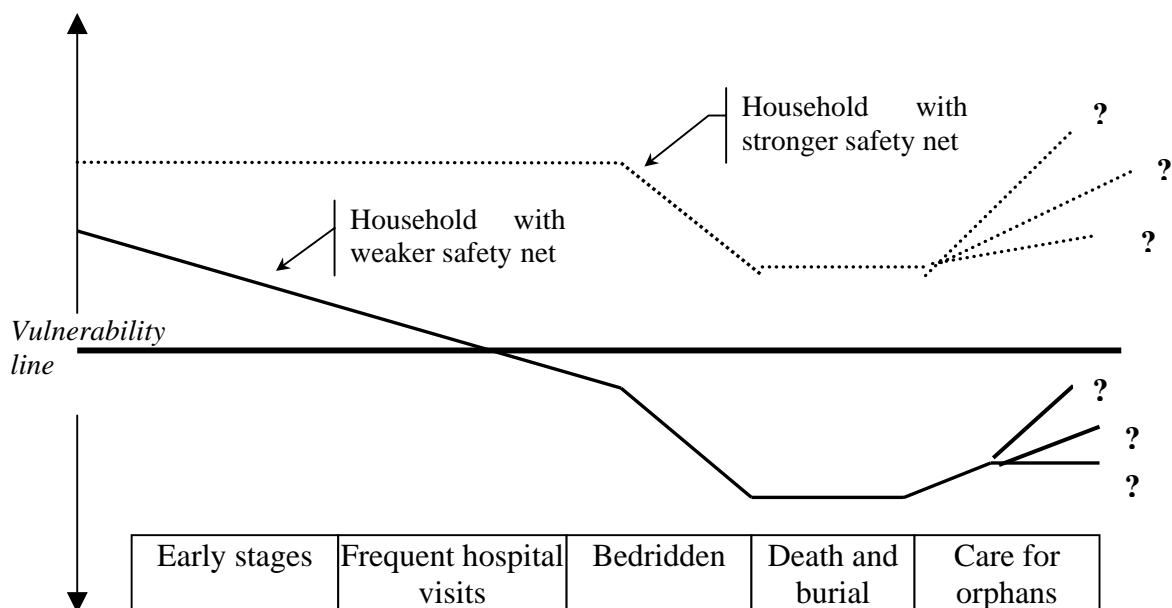 Household with
stronger safety net
?
?
?
Household with
weaker safety net
Vulnerability
line
?
?
?
Early stages
Frequent hospital
visits
Bedridden
Death and
burial
Care for
orphans